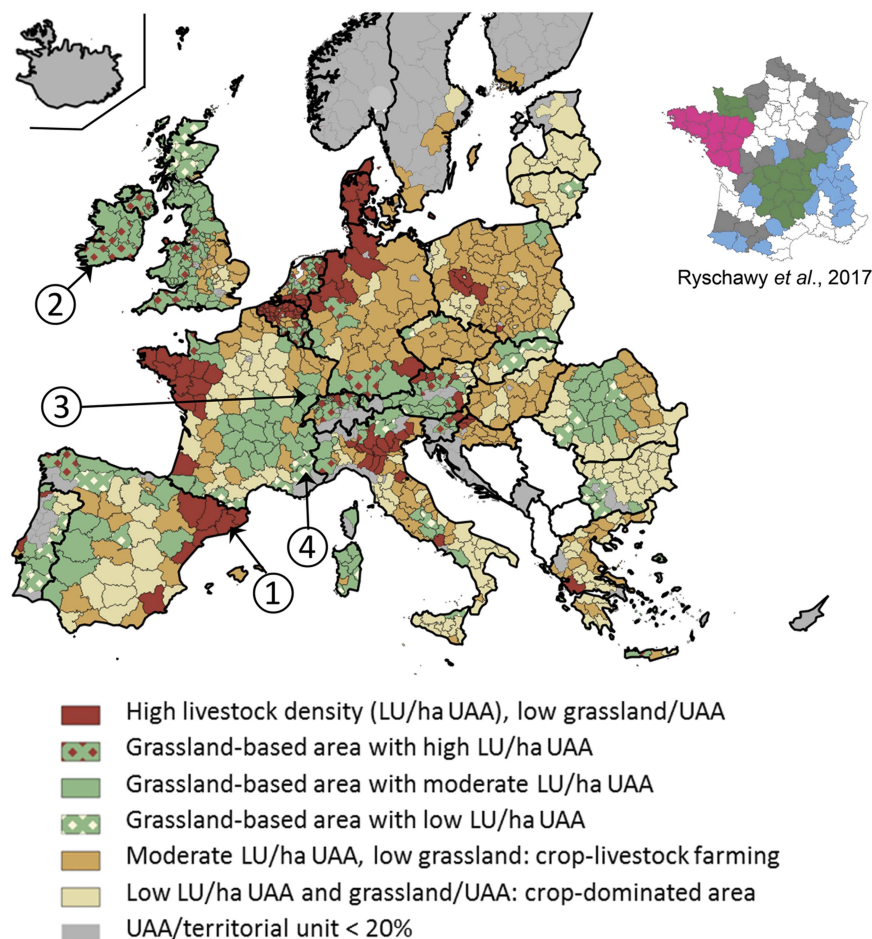 Ryschawy et al., 2017
2
3
4
1
High livestock density (LU/ha UAA), low grassland/UAA
Grassland-based area with high LU/ha UAA
Grassland-based area with moderate LU/ha UAA
Grassland-based area with low LU/ha UAA
Moderate LU/ha UAA, low grassland: crop-livestock farming
Low LU/ha UAA and grassland/UAA: crop-dominated area
UAA/territorial unit < 20%